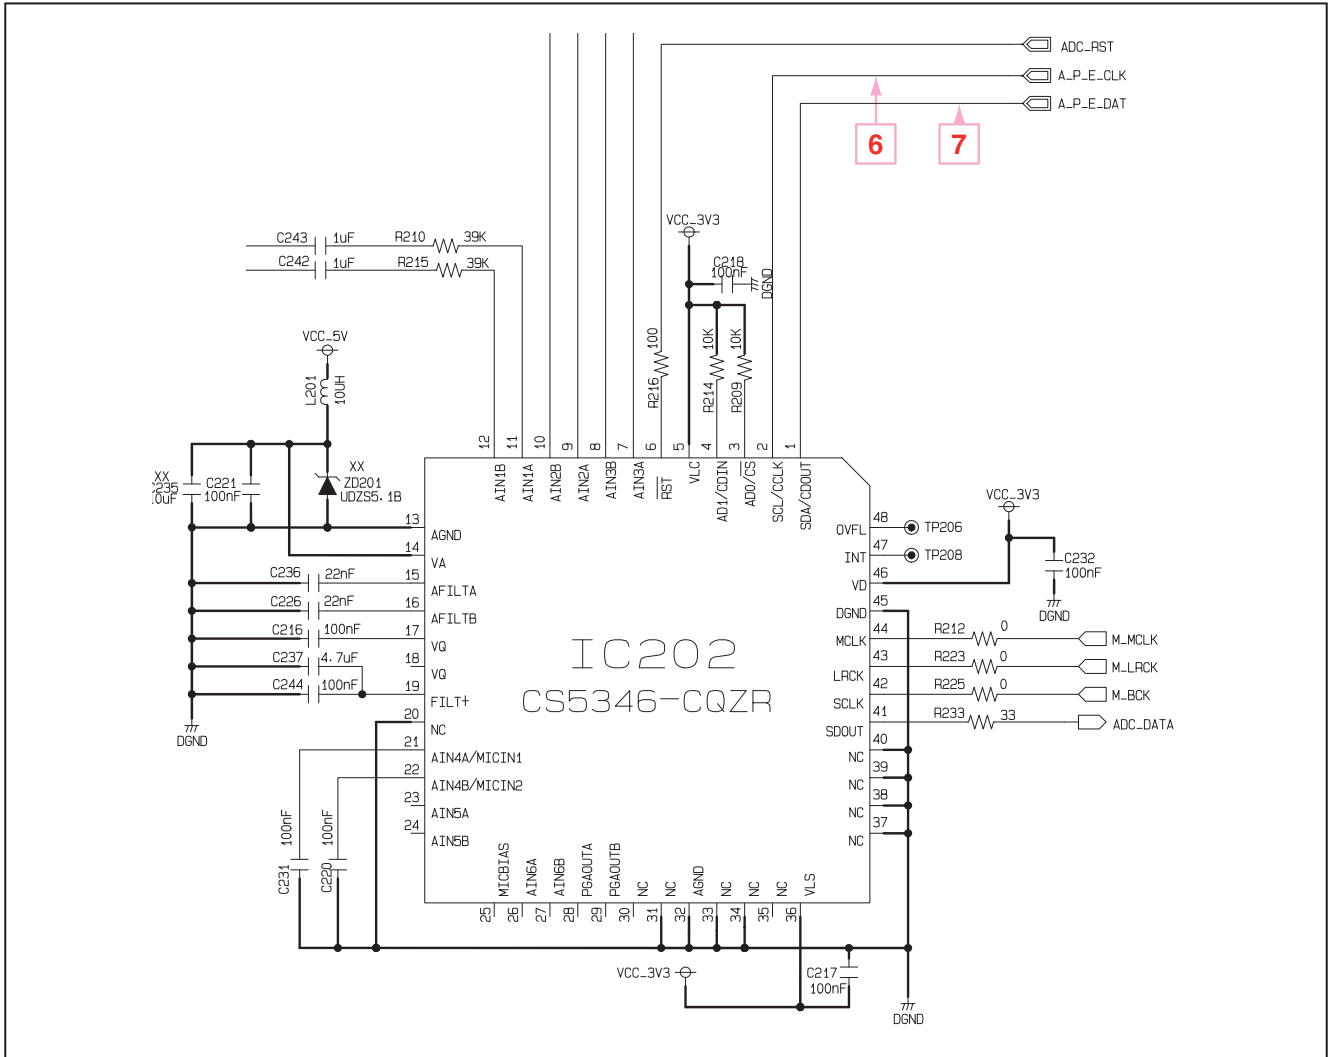 ADC_RST
A_P_E_CLK
A_P_E_DAT
6
7
VCC_3V3
C243 1uF R210 39K
C242 1uF R215 39K
C218
100nF
DGND
VCC_5V
L201
10UH
100
R216
10K
R214
10K
R209
XX
C221
100nF
XX
ZD201
UDZS5.1B
12 11 10 9 8 7 6 5 4 3 2 1
AIN1B
AIN1A
AIN2B
AIN2A
AIN3B
AIN3A
RST
VLC
AD1/CDIN
AD0/CS
SCL/CCLK
SDA/CDOUT
13 AGND
14 VA
C236 22nF 15 AFILTA
C226 22nF 16 AFILTB
C216 100nF 17 VQ
C237 4.7uF 18 VQ
C244 100nF 19 FILT+
DGND
20 NC
21 AIN4A/MICIN1
22 AIN4B/MICIN2
23 AIN5A
24 AIN5B
100nF
C231
100nF
C220
IC202
CS5346-CQZR
VCC_3V3
OVFL 48 TP206
INT 47 TP208
VD 46
C232
100nF
DGND
DGND 45
MCLK 44 R212 0 M_MCLK
LRCK 43 R223 0 M_LRCK
SCLK 42 R225 0 M_BCK
SDOUT 41 R233 33 ADC_DATA
NC 40
NC 39
NC 38
NC 37
MICBIAS
AIN6A
AIN6B
PGAOUTA
PGAOUTB
NC
NC
AGND
NC
NC
NC
VLS
25 26 27 28 29 30 31 32 33 34 35 36
VCC_3V3
C217
100nF
DGND